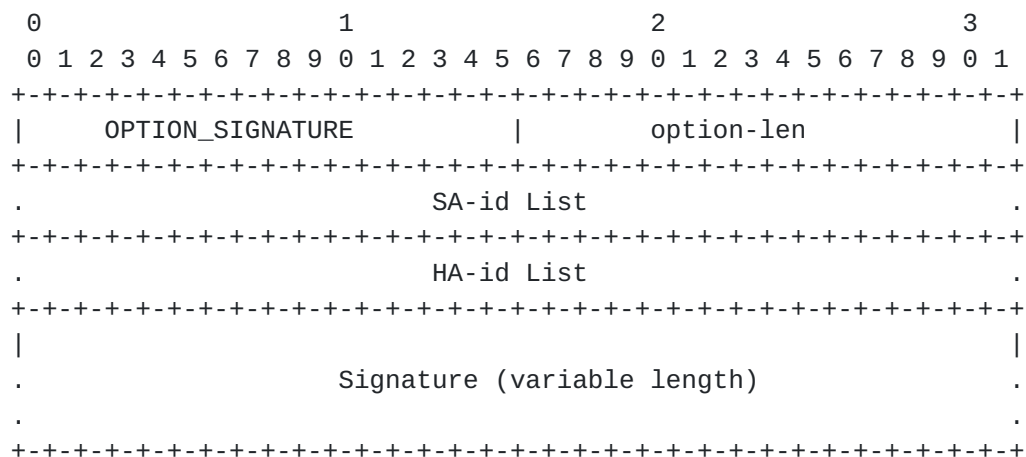 0                   1                   2                   3
 0 1 2 3 4 5 6 7 8 9 0 1 2 3 4 5 6 7 8 9 0 1 2 3 4 5 6 7 8 9 0 1
+-+-+-+-+-+-+-+-+-+-+-+-+-+-+-+-+-+-+-+-+-+-+-+-+-+-+-+-+-+-+-+-+
|     OPTION_SIGNATURE          |        option-len             |
+-+-+-+-+-+-+-+-+-+-+-+-+-+-+-+-+-+-+-+-+-+-+-+-+-+-+-+-+-+-+-+-+
.                          SA-id List                           .
+-+-+-+-+-+-+-+-+-+-+-+-+-+-+-+-+-+-+-+-+-+-+-+-+-+-+-+-+-+-+-+-+
.                          HA-id List                           .
+-+-+-+-+-+-+-+-+-+-+-+-+-+-+-+-+-+-+-+-+-+-+-+-+-+-+-+-+-+-+-+-+
|                                                               |
.                    Signature (variable length)                .
.                                                               .
+-+-+-+-+-+-+-+-+-+-+-+-+-+-+-+-+-+-+-+-+-+-+-+-+-+-+-+-+-+-+-+-+